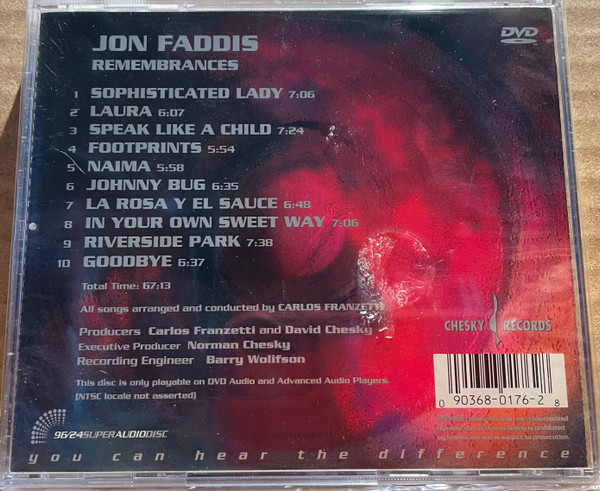 JON FADDIS
DVD
REMEMBRANCES
1 SOPHISTICATED LADY 7:06
2 LAURA 6:07
3 SPEAK LIKE A CHILD 7:24
4 FOOTPRINTS 5:54
5 NAIMA 5:58
6 JOHNNY BUG 6:35
7 LA ROSA Y EL SAUCE 6:48
8 IN YOUR OWN SWEET WAY 7:06
9 RIVERSIDE PARK 7:38
10 GOODBYE 6:37
Total Time: 67:13
All songs arranged and conducted by CARLOS FRANZETTI
Producers Carlos Franzetti and David Chesky
Executive Producer Norman Chesky
Recording Engineer Barry Wolifson
CHESKY RECORDS
This disc is only playable on DVD Audio and Advanced Audio Players.
[NTSC locale not asserted]
0 90368-0176-2 8
96/24SUPERAUDIODISC
you can hear the difference